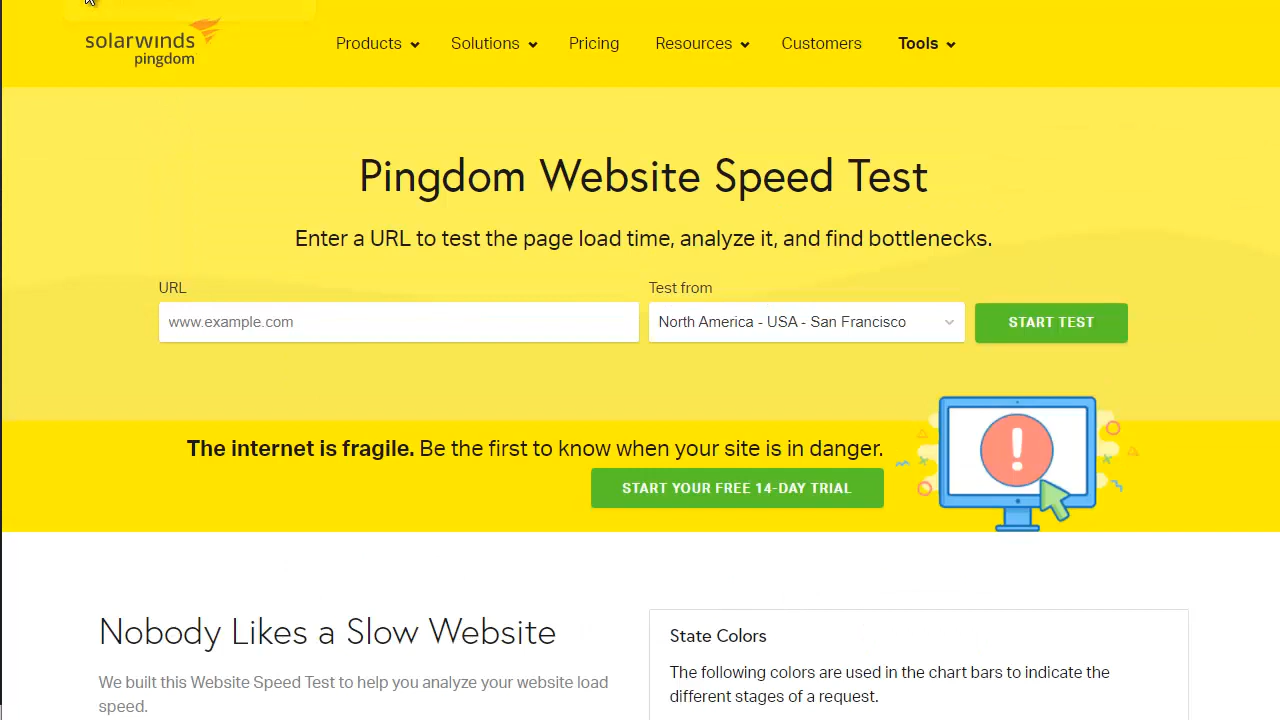 solarwinds
pingdom
Products
Solutions
Pricing
Resources
Customers
Tools
Pingdom Website Speed Test
Enter a URL to test the page load time, analyze it, and find bottlenecks.
URL
Test from
www.example.com
North America - USA - San Francisco
START TEST
The internet is fragile. Be the first to know when your site is in danger.
START YOUR FREE 14-DAY TRIAL
Nobody Likes a Slow Website
We built this Website Speed Test to help you analyze your website load
speed.
State Colors
The following colors are used in the chart bars to indicate the
different stages of a request.